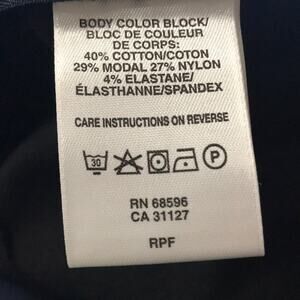 BODY COLOR BLOCK/
BLOC DE COULEUR
DE CORPS:
40% COTTON/COTON
29% MODAL 27% NYLON
4% ELASTANE/
ÉLASTHANNE/SPANDEX
CARE INSTRUCTIONS ON REVERSE
30 P
RN 68596
CA 31127
RPF